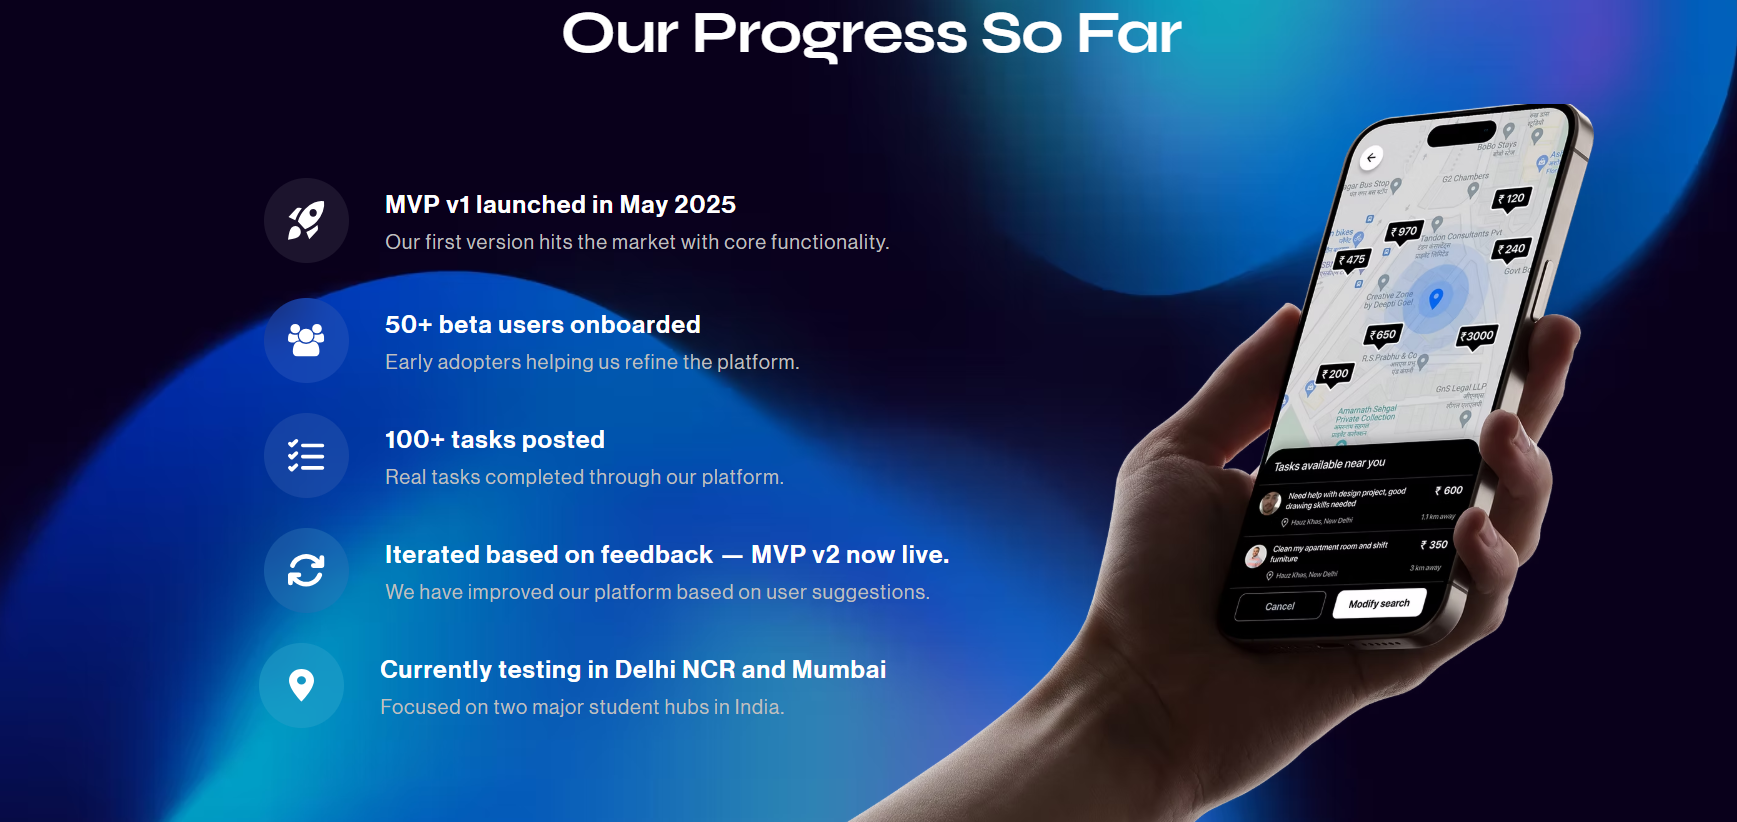 Our Progress So Far
MVP v1 launched in May 2025
Our first version hits the market with core functionality.
50+ beta users onboarded
Early adopters helping us refine the platform.
100+ tasks posted
Real tasks completed through our platform.
Iterated based on feedback — MVP v2 now live.
We have improved our platform based on user suggestions.
Currently testing in Delhi NCR and Mumbai
Focused on two major student hubs in India.
BoBo Stays
G2 Chambers
₹ 120
₹ 970
Tandon Consultants Pvt
₹ 240
₹ 475
Creative Zone
by Deepti Goel
₹650
₹3000
R.S.Prabhu & Co
₹ 200
GnS Legal LLP
Amarnath Sehgal
Private Collection
Tasks available near you
Need help with design project, good
drawing skills needed
₹ 600
Hauz Khas, New Delhi
1.1 km away
Clean my apartment room and shift
furniture
₹ 350
Hauz Khas, New Delhi
3 km away
Cancel
Modify search